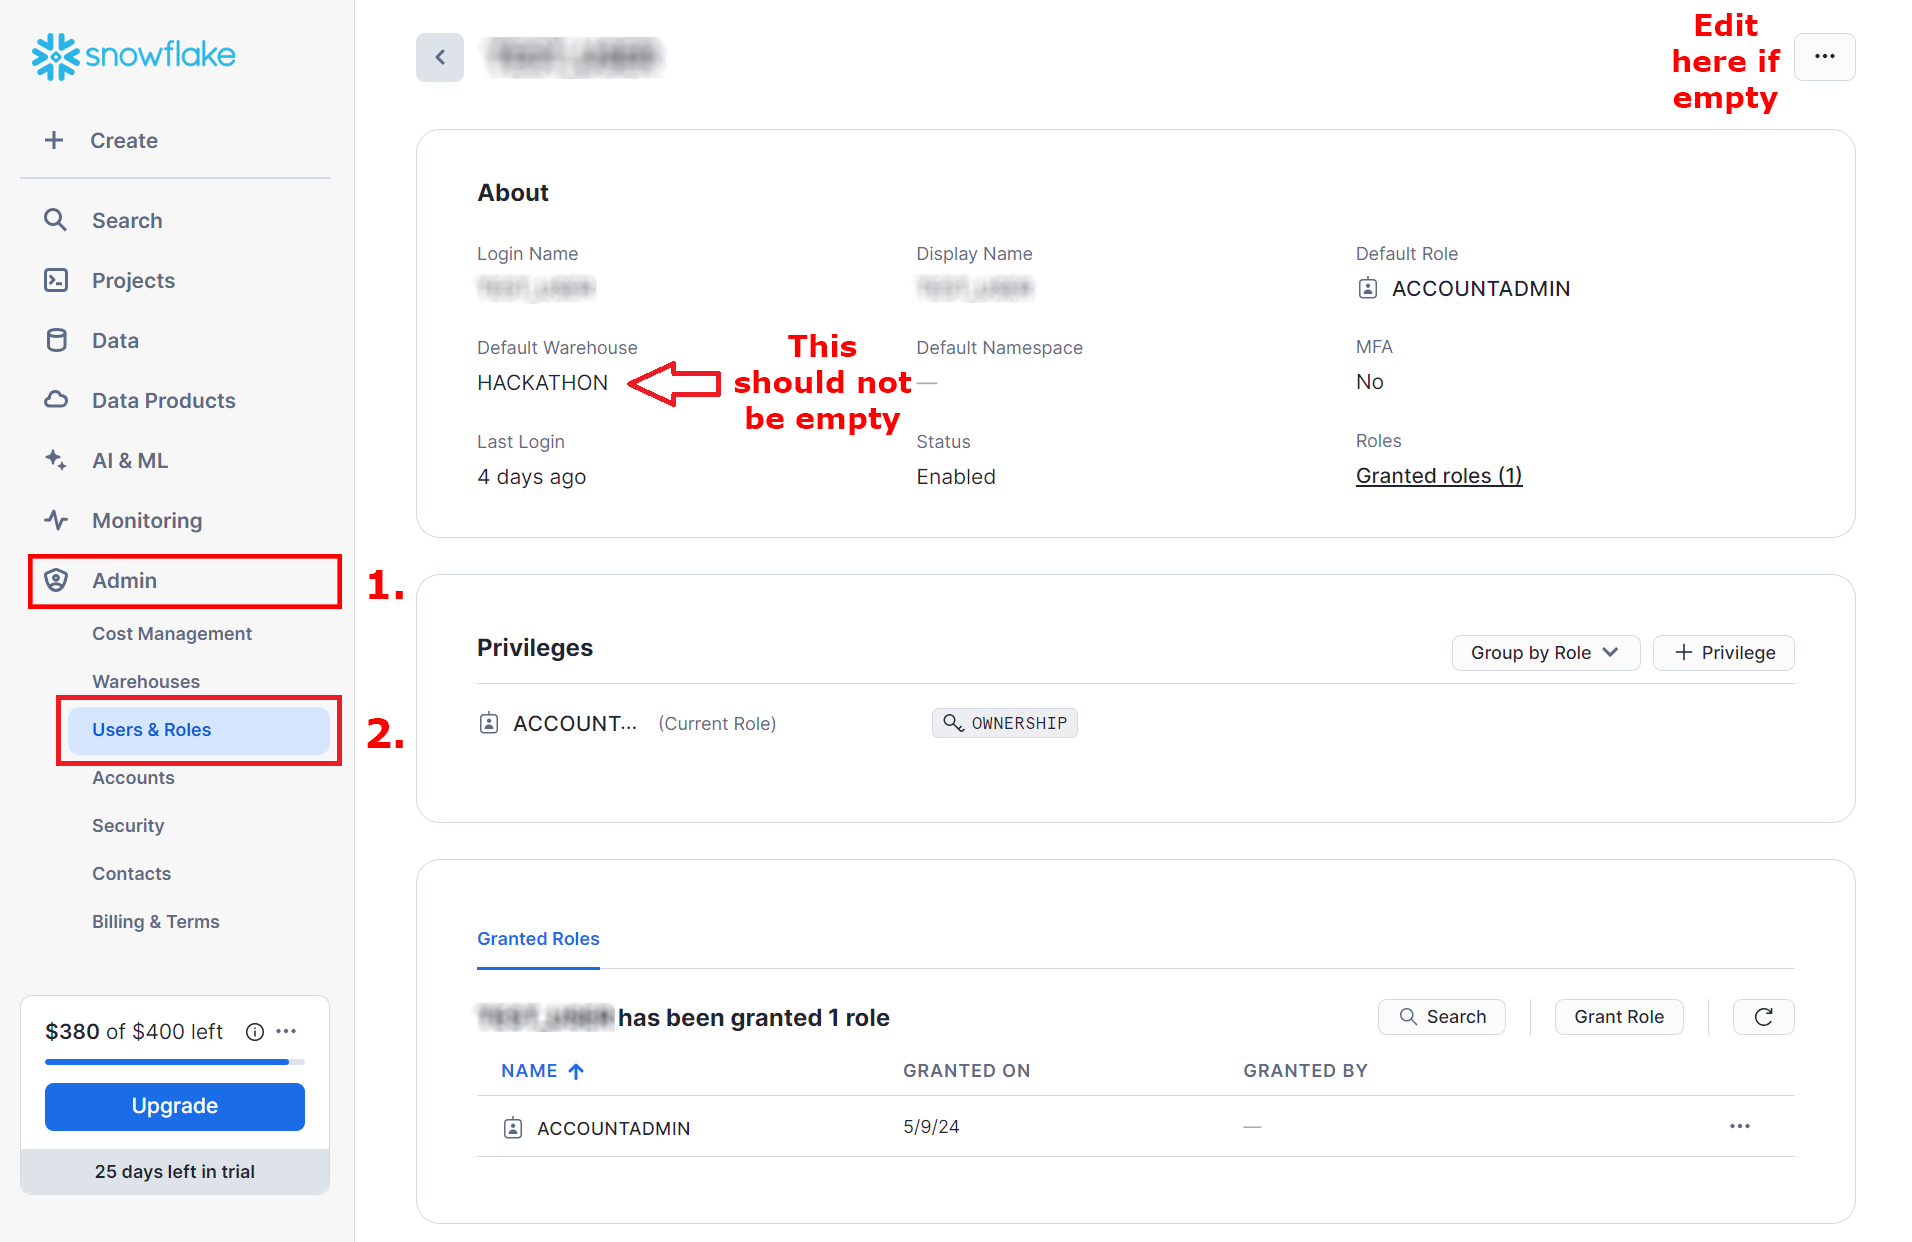 snowflake
Create
Search
Projects
Data
Data Products
AI & ML
Monitoring
Admin
Cost Management
Warehouses
Users & Roles
Accounts
Security
Contacts
Billing & Terms
$380 of $400 left
Upgrade
25 days left in trial
1.
2.
Edit
here if
empty
About
Login Name
Display Name
Default Role
ACCOUNTADMIN
Default Warehouse
HACKATHON
This
should not
be empty
Default Namespace
—
MFA
No
Last Login
4 days ago
Status
Enabled
Roles
Granted roles (1)
Privileges
Group by Role
+ Privilege
ACCOUNT... (Current Role)
OWNERSHIP
Granted Roles
has been granted 1 role
Search
Grant Role
NAME GRANTED ON GRANTED BY
ACCOUNTADMIN 5/9/24 —